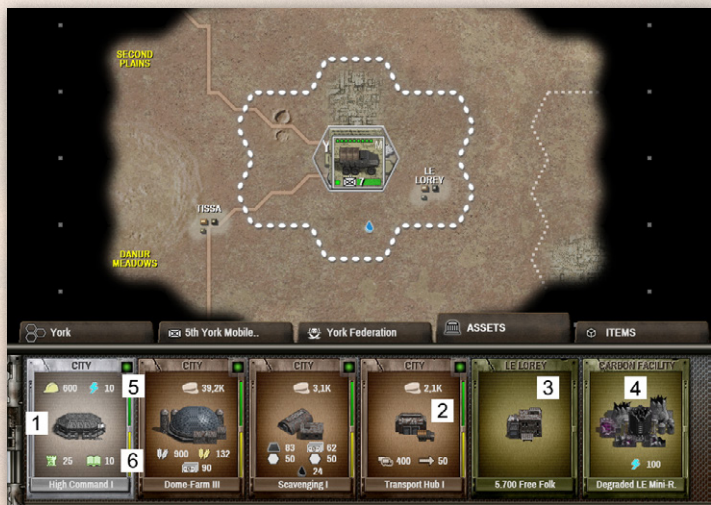 SECOND
PLAINS
Y
7
LE
LOREY
TISSA
DANUR
MEADOWS
York
5th York Mobile..
York Federation
ASSETS
ITEMS
CITY
CITY
CITY
CITY
LE LOREY
CARBON FACILITY
600 10
5
39,2K
3,1K
2,1K
3
4
1
2
900 132
83 62
50 50
400 50
100
25 10
6
90
24
High Command I
Dome-Farm III
Scavenging I
Transport Hub I
5.700 Free Folk
Degraded LE Mini-R.